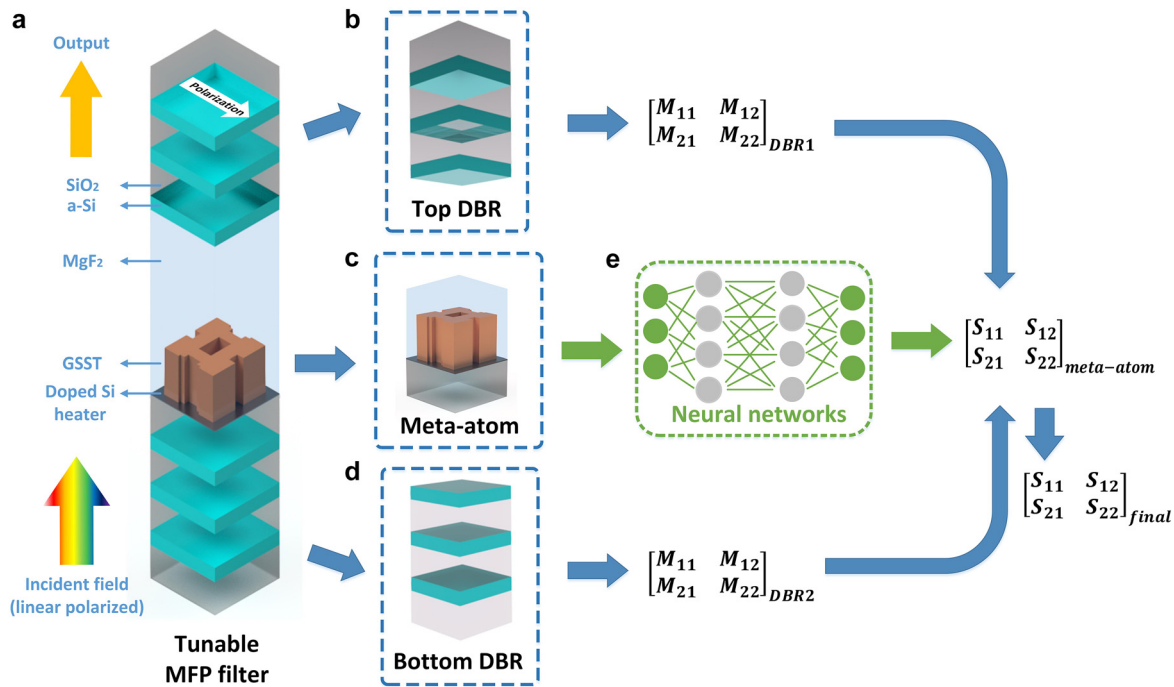 a
Output
Polarization
SiO₂
a-Si
MgF₂
GSST
Doped Si
heater
Incident field
(linear polarized)
Tunable
MFP filter
b
Top DBR
c
Meta-atom
d
Bottom DBR
e
Neural networks
[M₁₁ M₁₂
M₂₁ M₂₂]DBR1
[S₁₁ S₁₂
S₂₁ S₂₂]meta−atom
[S₁₁ S₁₂
S₂₁ S₂₂]final
[M₁₁ M₁₂
M₂₁ M₂₂]DBR2